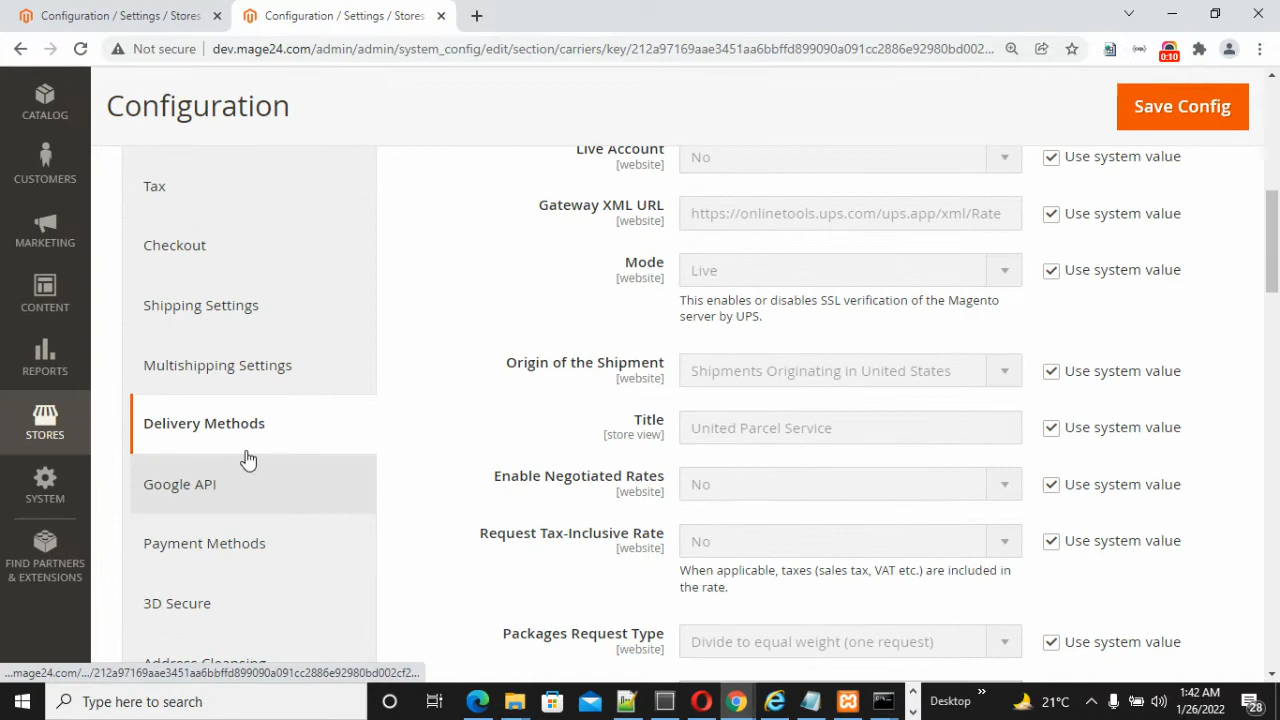 Configuration / Settings / Stores
Configuration / Settings / Stores
Not secure
dev.mage24.com/admin/admin/system_config/edit/section/carriers/key/212a97169aae3451aa6bbffd899090a091cc2886e92980bd002...
0:10
CATALOG
CUSTOMERS
MARKETING
CONTENT
REPORTS
STORES
SYSTEM
FIND PARTNERS
& EXTENSIONS
Configuration
Save Config
Tax
Checkout
Shipping Settings
Multishipping Settings
Delivery Methods
Google API
Payment Methods
3D Secure
Address Cleansing
Live Account
[website]
No
Use system value
Gateway XML URL
[website]
https://onlinetools.ups.com/ups.app/xml/Rate
Use system value
Mode
[website]
Live
Use system value
This enables or disables SSL verification of the Magento
server by UPS.
Origin of the Shipment
[website]
Shipments Originating in United States
Use system value
Title
[store view]
United Parcel Service
Use system value
Enable Negotiated Rates
[website]
No
Use system value
Request Tax-Inclusive Rate
[website]
No
Use system value
When applicable, taxes (sales tax, VAT etc.) are included in
the rate.
Packages Request Type
[website]
Divide to equal weight (one request)
Use system value
...mage24.com/.../212a97169aae3451aa6bbffd899090a091cc2886e92980bd002cf2...
Type here to search
Desktop
21°C
1:42 AM
1/26/2022
28